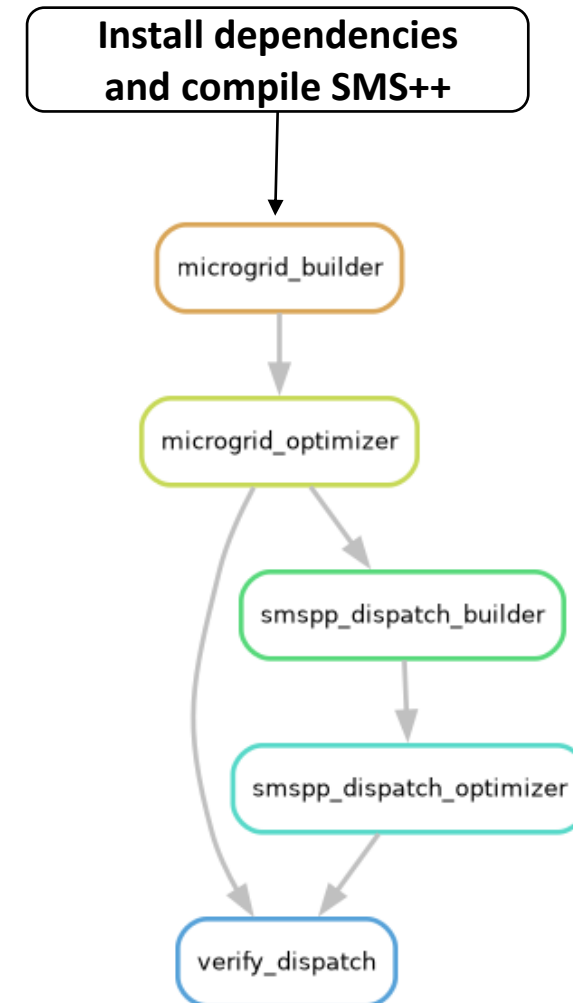 Install dependencies
and compile SMS++
microgrid_builder
microgrid_optimizer
smspp_dispatch_builder
smspp_dispatch_optimizer
verify_dispatch